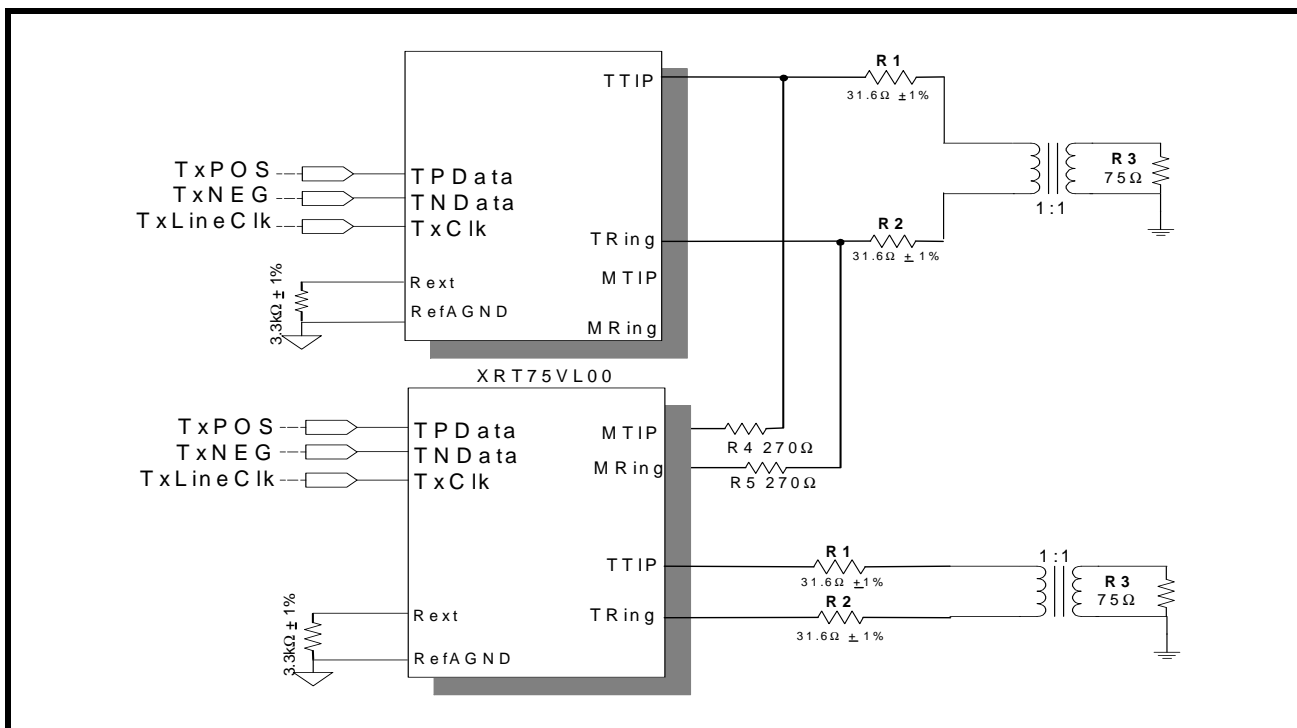 TTIP
R1
31.6Ω ±1%
TxPOS
TPData
TxNEG
TNData
TxLineClk
TxClk
R3
75Ω
1:1
R2
31.6Ω ± 1%
TRing
Rext
MTIP
RefAGND
MRing
3.3kΩ ± 1%
XRT75VL00
TxPOS
TPData
TxNEG
TNData
TxLineClk
TxClk
MTIP
R4 270Ω
MRing
R5 270Ω
TTIP
R1
31.6Ω ±1%
1:1
R3
75Ω
R2
TRing
31.6Ω ± 1%
Rext
RefAGND
3.3kΩ ± 1%